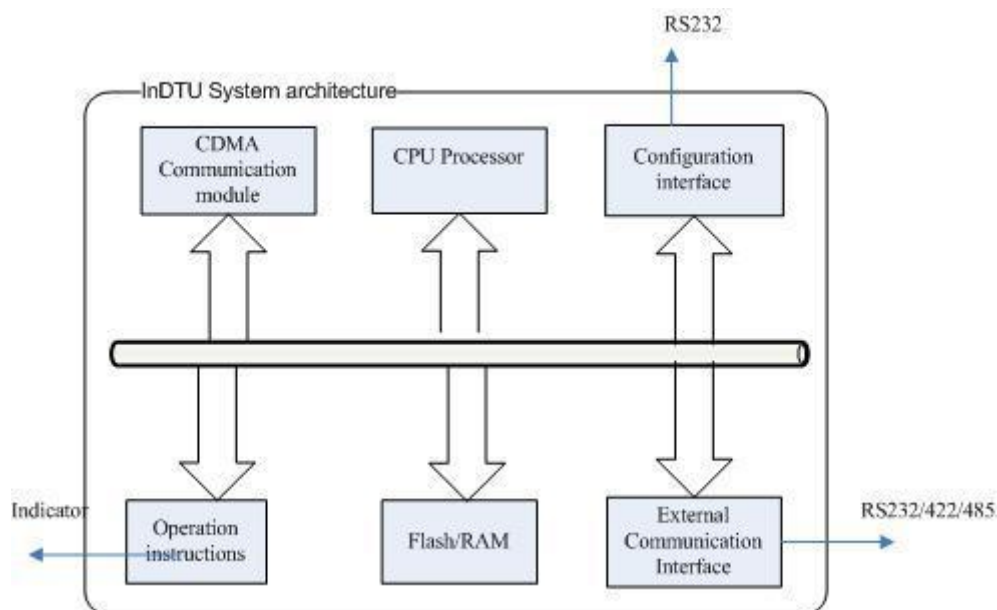 RS232
InDTU System architecture
CDMA
Communication
module
CPU Processor
Configuration
interface
Indicator
Operation
instructions
Flash/RAM
External
Communication
Interface
RS232/422/485